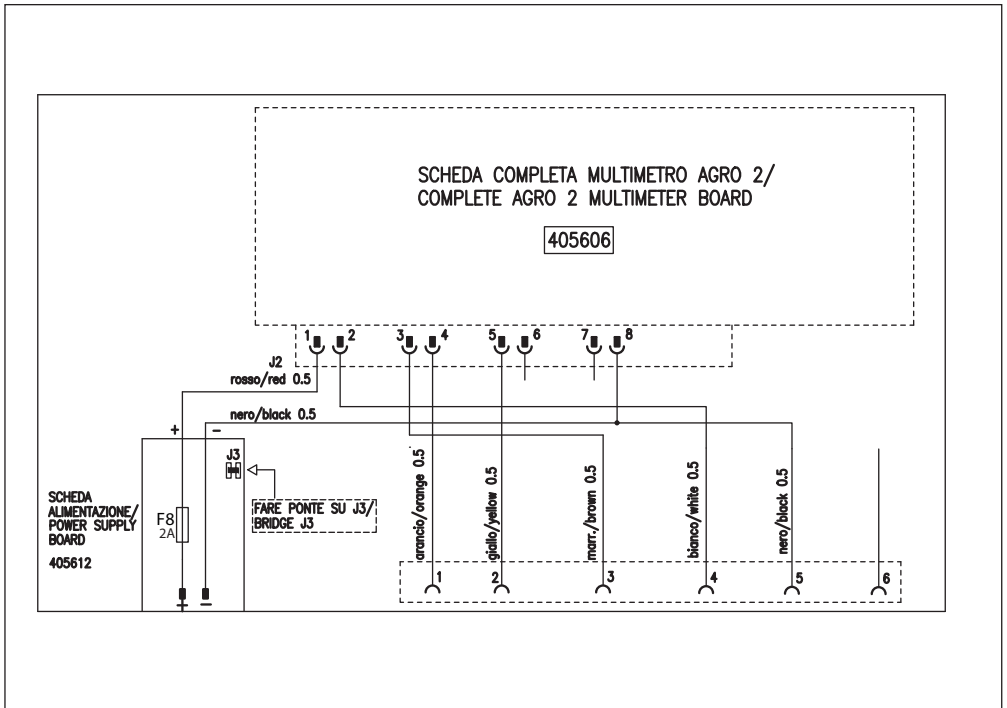 SCHEDA COMPLETA MULTIMETRO AGRO 2/
COMPLETE AGRO 2 MULTIMETER BOARD
405606
1 2 3 4 5 6 7 8
J2
rosso/red 0.5
nero/black 0.5
+ -
J3
FARE PONTE SU J3/
BRIDGE J3
SCHEDA
ALIMENTAZIONE/
POWER SUPPLY
BOARD
405612
F8
2A
+ -
arancio/orange 0.5
giallo/yellow 0.5
marr./brown 0.5
bianco/white 0.5
nero/black 0.5
1 2 3 4 5 6